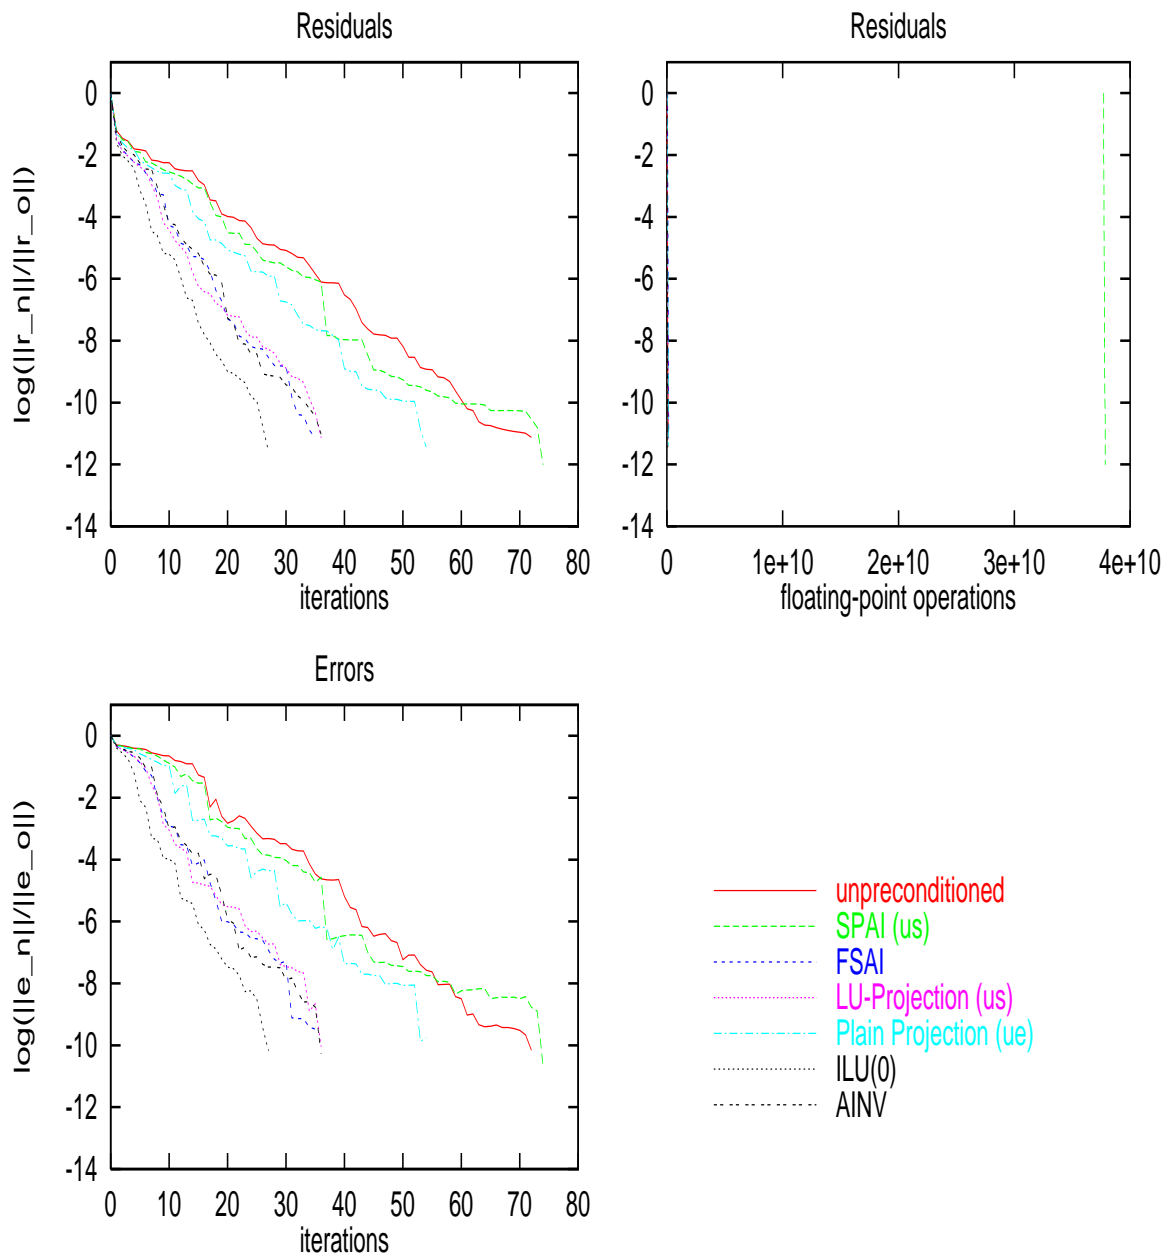 Residuals
0
-2
-4
-6
-8
-10
-12
-14
log(||r_n||/||r_o||)
0 10 20 30 40 50 60 70 80
iterations
Residuals
0
-2
-4
-6
-8
-10
-12
-14
0 1e+10 2e+10 3e+10 4e+10
floating-point operations
Errors
0
-2
-4
-6
-8
-10
-12
-14
log(||e_n||/||e_o||)
0 10 20 30 40 50 60 70 80
iterations
unpreconditioned
SPAI (us)
FSAI
LU-Projection (us)
Plain Projection (ue)
ILU(0)
AINV